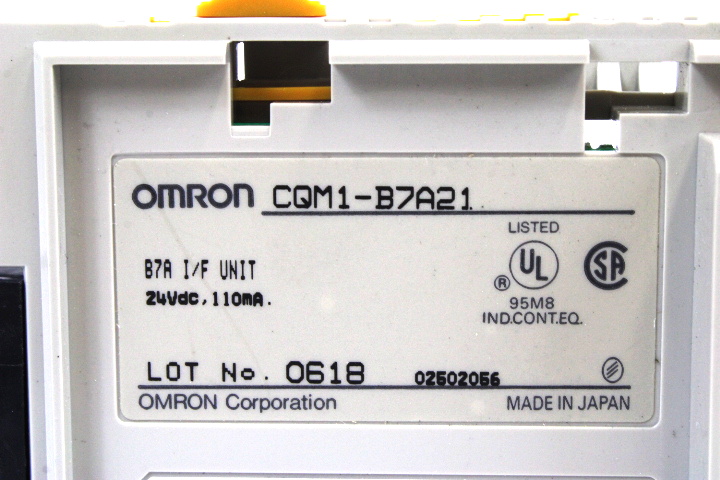 OMRON CQM1-B7A21
LISTED
B7A I/F UNIT
24Vdc, 110mA.
UL
SA
®
95M8
IND.CONT.EQ.
LOT No. 0618 02502056
OMRON Corporation
MADE IN JAPAN